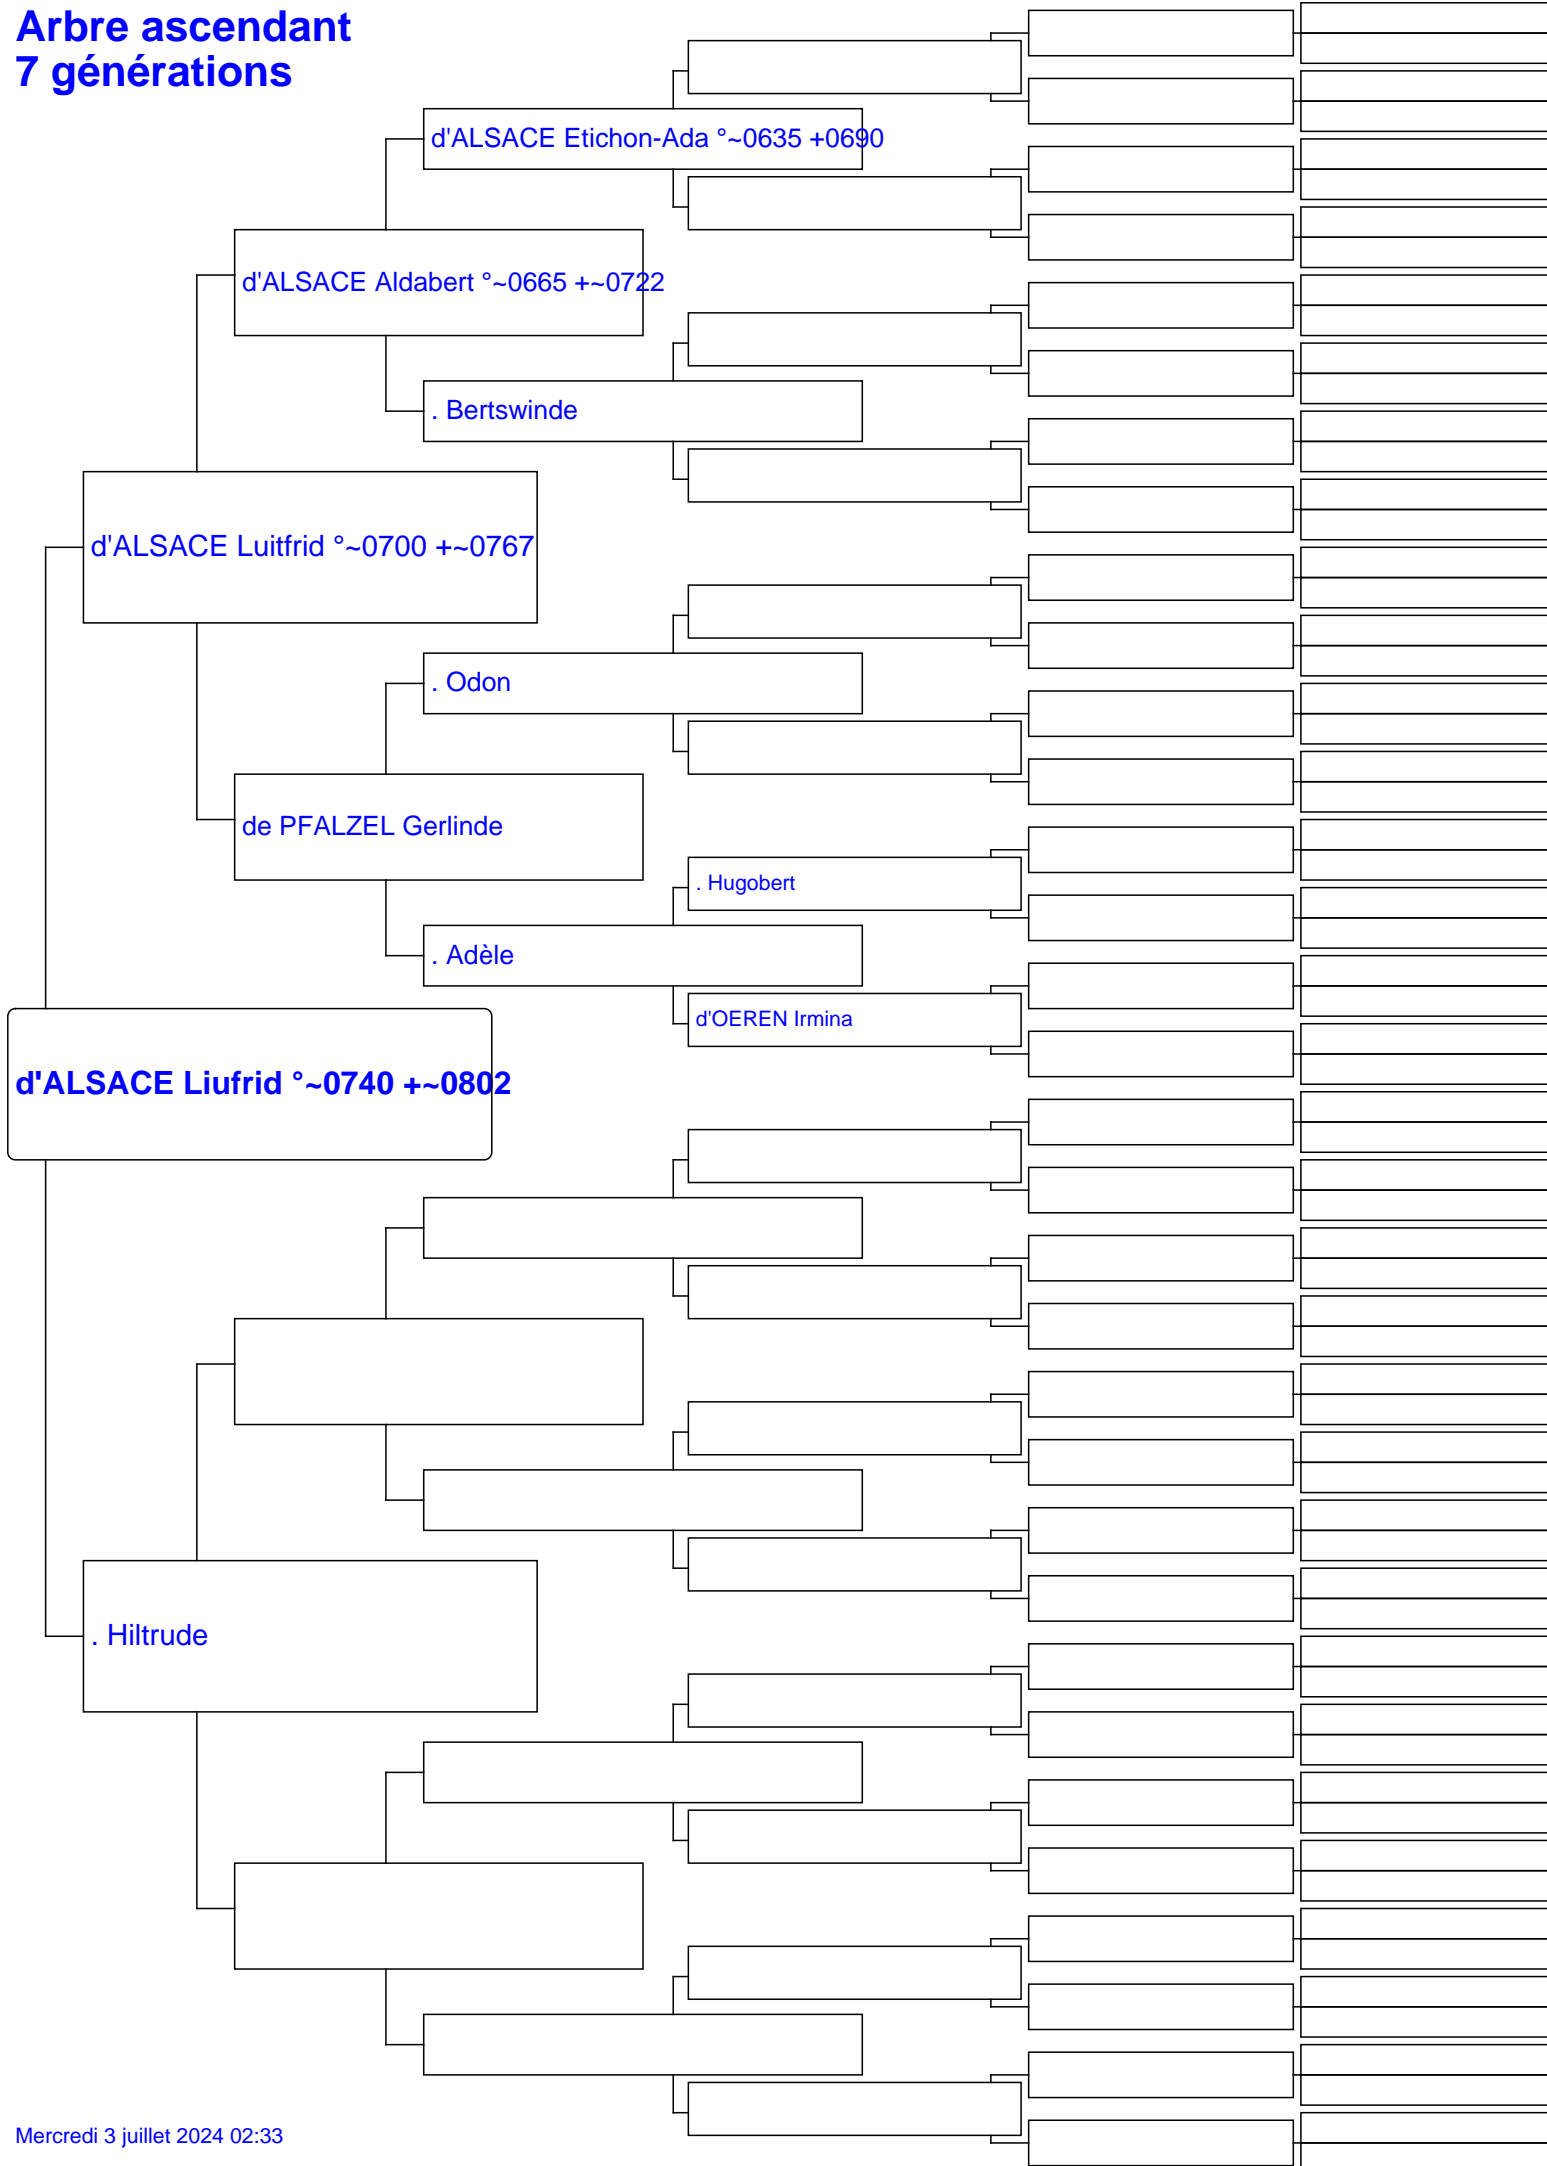 Arbre ascendant
7 générations
d'ALSACE Etichon-Ada °~0635 +0690
d'ALSACE Aldabert °~0665 +~0722
. Bertswinde
d'ALSACE Luitfrid °~0700 +~0767
. Odon
de PFALZEL Gerlinde
. Hugobert
. Adèle
d'OEREN Irmina
d'ALSACE Liufrid °~0740 +~0802
. Hiltrude
Mercredi 3 juillet 2024 02:33